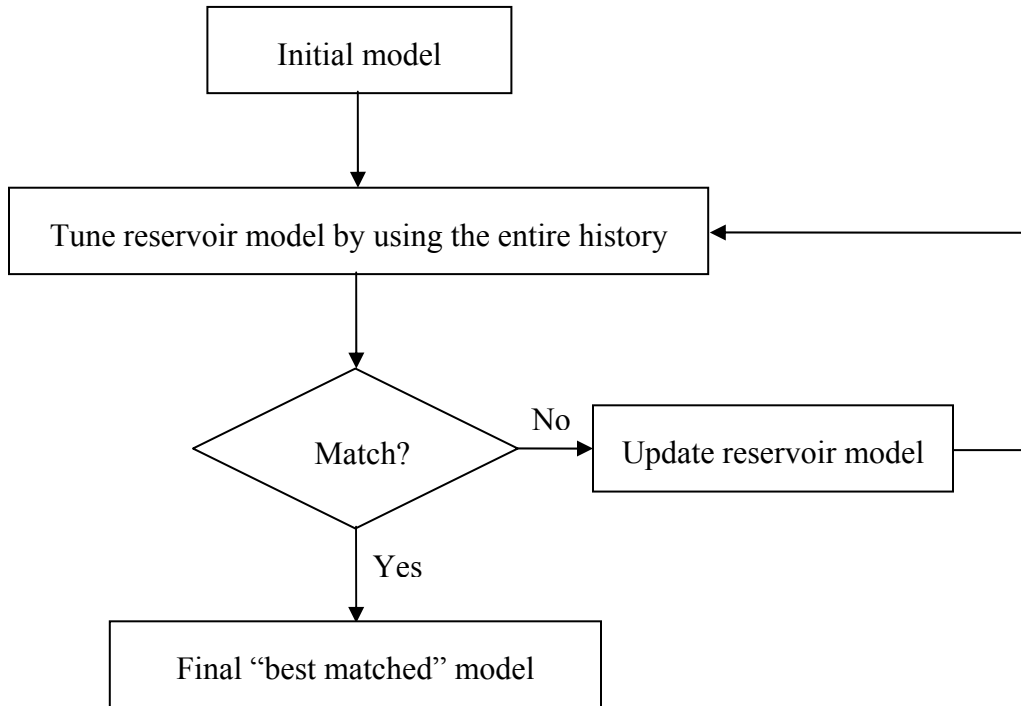 Initial model
Tune reservoir model by using the entire history
Match?
No
Update reservoir model
Yes
Final “best matched” model